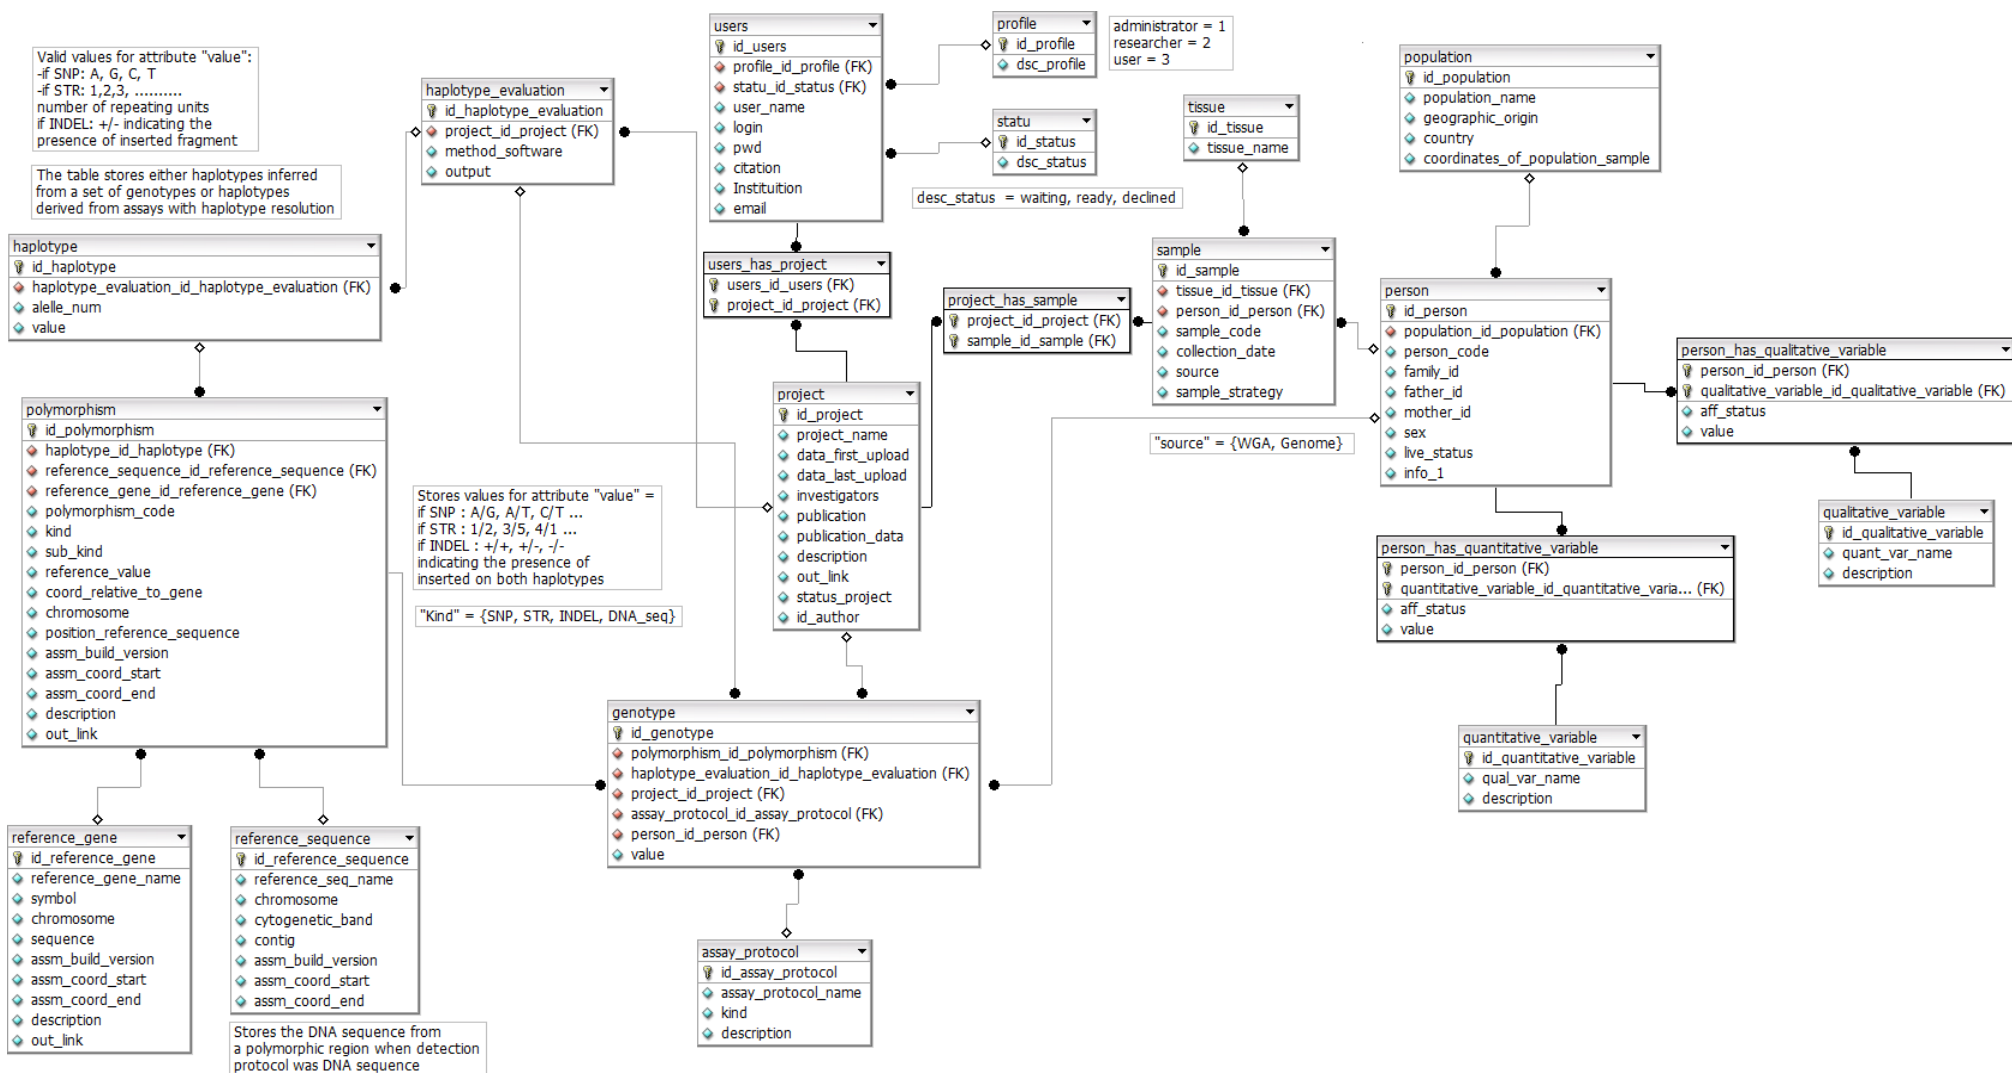 Valid values for attribute "value":
-if SNP: A, G, C, T
-if STR: 1,2,3, ..........
number of repeating units
if INDEL: +/- indicating the
presence of inserted fragment
The table stores either haplotypes inferred
from a set of genotypes or haplotypes
derived from assays with haplotype resolution
haplotype_evaluation
id_haplotype_evaluation
project_id_project (FK)
method_software
output
users
id_users
profile_id_profile (FK)
statu_id_status (FK)
user_name
login
pwd
citation
Instituition
email
profile
id_profile
dsc_profile
administrator = 1
researcher = 2
user = 3
statu
id_status
dsc_status
desc_status = waiting, ready, declined
tissue
id_tissue
tissue_name
population
id_population
population_name
geographic_origin
country
coordinates_of_population_sample
haplotype
id_haplotype
haplotype_evaluation_id_haplotype_evaluation (FK)
alelle_num
value
users_has_project
users_id_users (FK)
project_id_project (FK)
project_has_sample
project_id_project (FK)
sample_id_sample (FK)
sample
id_sample
tissue_id_tissue (FK)
person_id_person (FK)
sample_code
collection_date
source
sample_strategy
person
id_person
population_id_population (FK)
person_code
family_id
father_id
mother_id
sex
live_status
info_1
person_has_qualitative_variable
person_id_person (FK)
qualitative_variable_id_qualitative_variable (FK)
aff_status
value
polymorphism
id_polymorphism
haplotype_id_haplotype (FK)
reference_sequence_id_reference_sequence (FK)
reference_gene_id_reference_gene (FK)
polymorphism_code
kind
sub_kind
reference_value
coord_relative_to_gene
chromosome
position_reference_sequence
assm_build_version
assm_coord_start
assm_coord_end
description
out_link
Stores values for attribute "value" =
if SNP : A/G, A/T, C/T ...
if STR : 1/2, 3/5, 4/1 ...
if INDEL : +/+, +/-, -/-
indicating the presence of
inserted on both haplotypes
"Kind" = {SNP, STR, INDEL, DNA_seq}
project
id_project
project_name
data_first_upload
data_last_upload
investigators
publication
publication_data
description
out_link
status_project
id_author
"source" = {WGA, Genome}
qualitative_variable
id_qualitative_variable
quant_var_name
description
person_has_quantitative_variable
person_id_person (FK)
quantitative_variable_id_quantitative_varia... (FK)
aff_status
value
genotype
id_genotype
polymorphism_id_polymorphism (FK)
haplotype_evaluation_id_haplotype_evaluation (FK)
project_id_project (FK)
assay_protocol_id_assay_protocol (FK)
person_id_person (FK)
value
quantitative_variable
id_quantitative_variable
qual_var_name
description
reference_gene
id_reference_gene
reference_gene_name
symbol
chromosome
sequence
assm_build_version
assm_coord_start
assm_coord_end
description
out_link
reference_sequence
id_reference_sequence
reference_seq_name
chromosome
cytogenetic_band
contig
assm_build_version
assm_coord_start
assm_coord_end
Stores the DNA sequence from
a polymorphic region when detection
protocol was DNA sequence
assay_protocol
id_assay_protocol
assay_protocol_name
kind
description